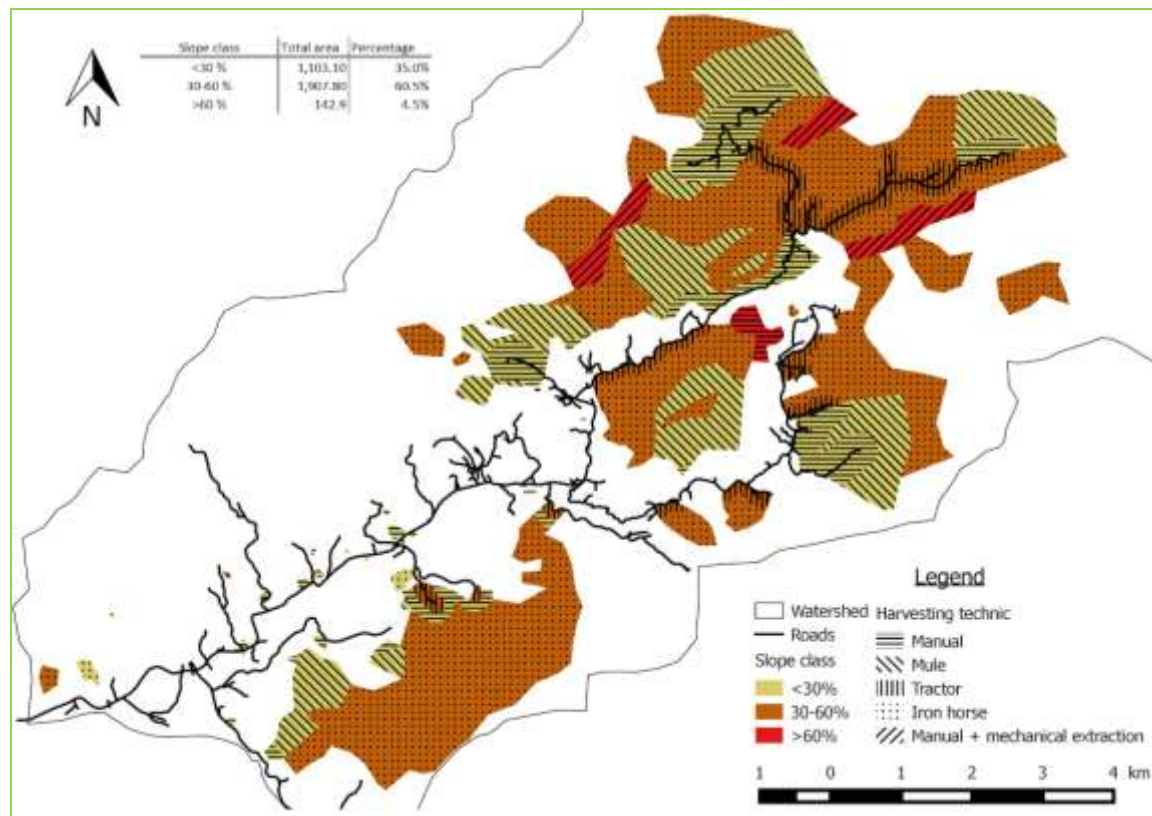 Slope class Total area Percentage
<30 % 1,103.10 35.0%
30-60 % 1,907.80 60.5%
>60 % 142.9 4.5%
N
Legend
Watershed Harvesting technic
Roads Manual
Slope class Mule
<30% Tractor
30-60% Iron horse
>60% Manual + mechanical extraction
1 0 1 2 3 4 km